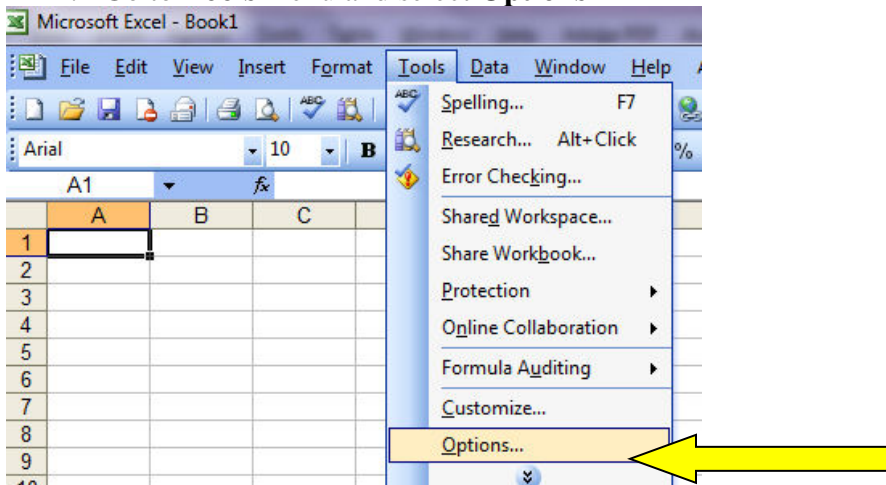 Microsoft Excel - Book1
File Edit View Insert Format Tools Data Window Help
Arial 10 B %
A1 fx
A B C
1
2
3
4
5
6
7
8
9
ABC Spelling... F7
Research... Alt+Click
Error Checking...
Shared Workspace...
Share Workbook...
Protection
Online Collaboration
Formula Auditing
Customize...
Options...